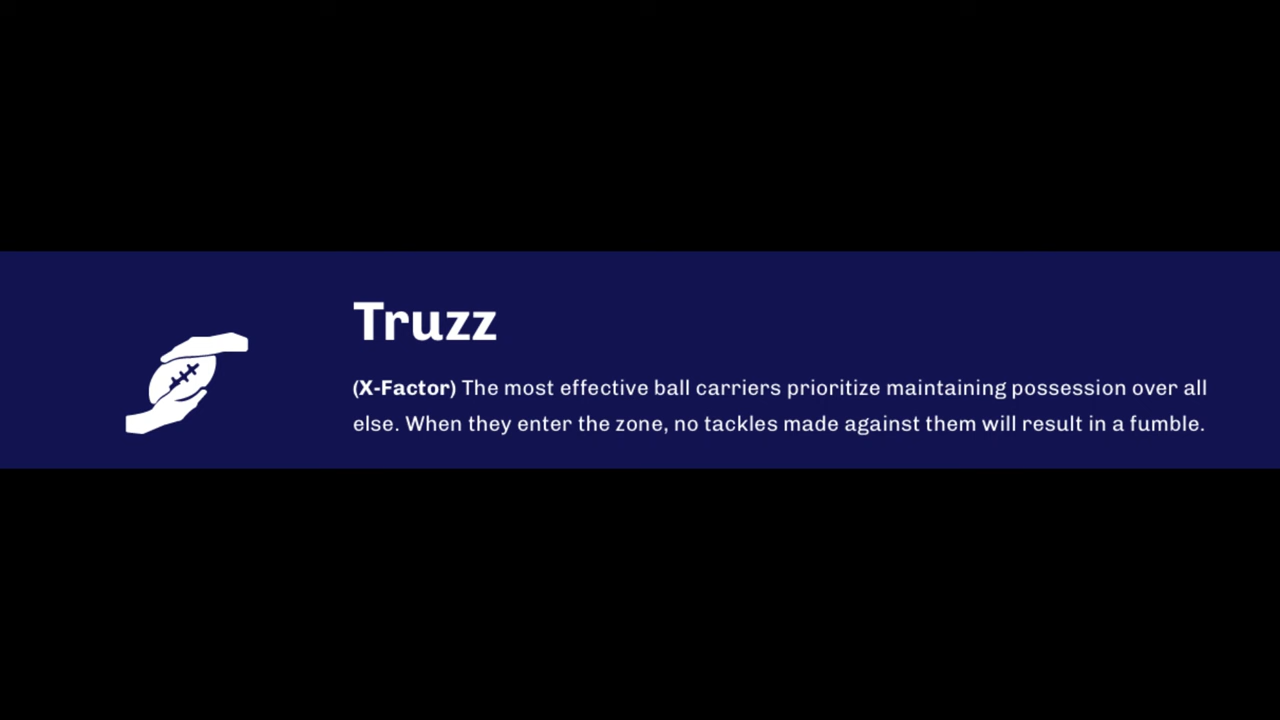 Truzz
(X-Factor) The most effective ball carriers prioritize maintaining possession over all
else. When they enter the zone, no tackles made against them will result in a fumble.